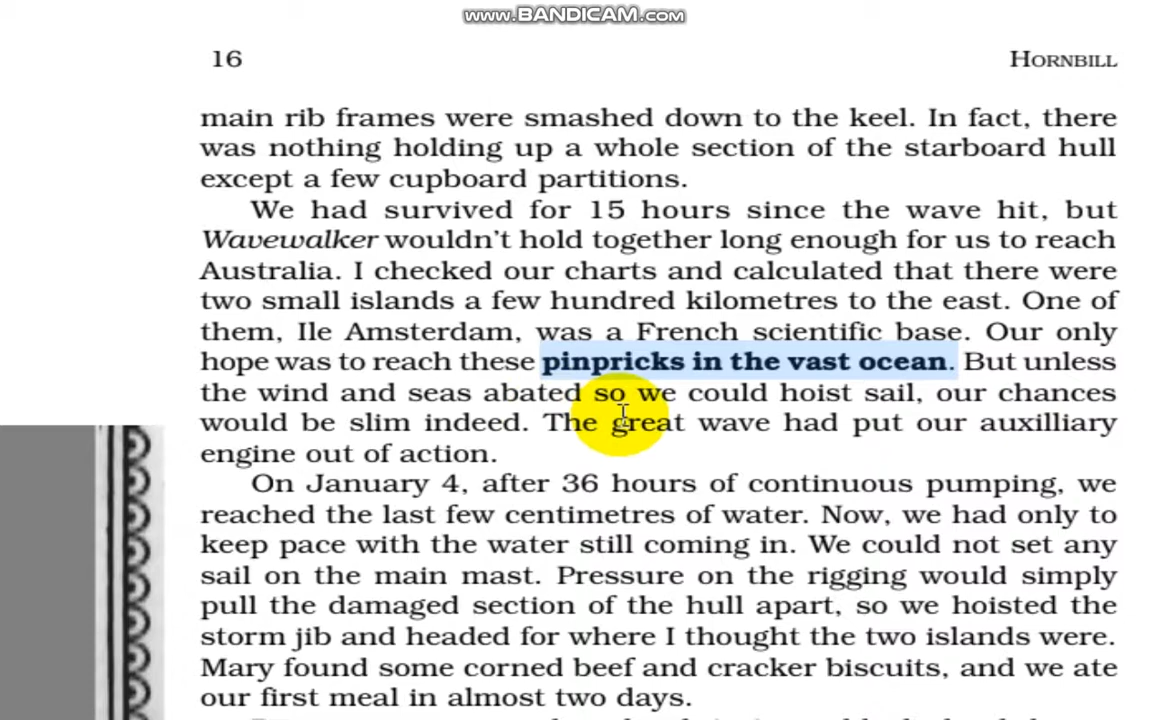 www.BANDICAM.com
16 HORNBILL
main rib frames were smashed down to the keel. In fact, there
was nothing holding up a whole section of the starboard hull
except a few cupboard partitions.
We had survived for 15 hours since the wave hit, but
Wavewalker wouldn't hold together long enough for us to reach
Australia. I checked our charts and calculated that there were
two small islands a few hundred kilometres to the east. One of
them, Ile Amsterdam, was a French scientific base. Our only
hope was to reach these pinpricks in the vast ocean. But unless
the wind and seas abated so we could hoist sail, our chances
would be slim indeed. The great wave had put our auxilliary
engine out of action.
On January 4, after 36 hours of continuous pumping, we
reached the last few centimetres of water. Now, we had only to
keep pace with the water still coming in. We could not set any
sail on the main mast. Pressure on the rigging would simply
pull the damaged section of the hull apart, so we hoisted the
storm jib and headed for where I thought the two islands were.
Mary found some corned beef and cracker biscuits, and we ate
our first meal in almost two days.